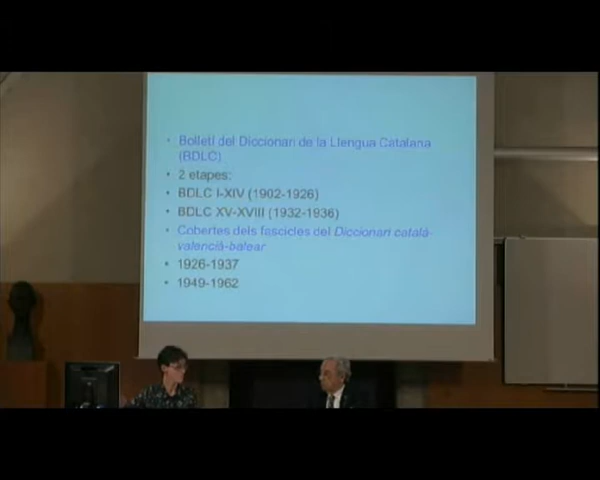 • Bolletí del Diccionari de la Llengua Catalana
(BDLC)
• 2 etapes:
• BDLC I-XIV (1902-1926)
• BDLC XV-XVIII (1932-1936)
• Cobertes dels fascicles del Diccionari català-
valencià-balear
• 1926-1937
• 1949-1962